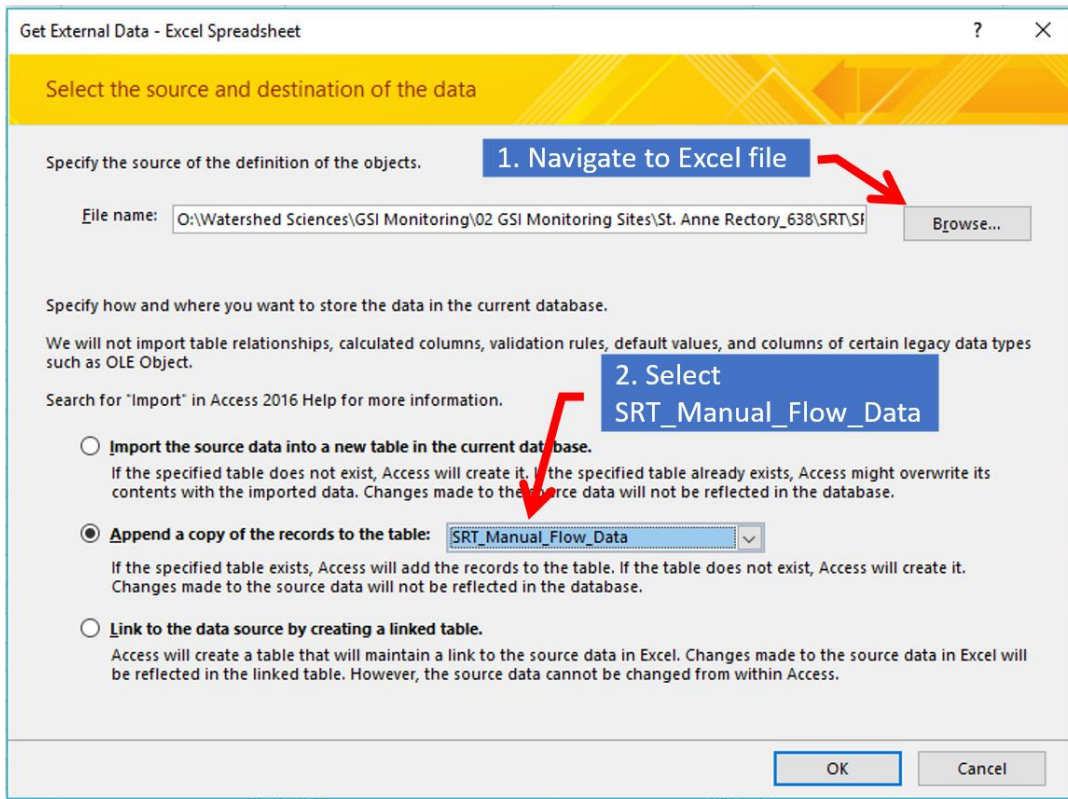 Get External Data - Excel Spreadsheet
?
Select the source and destination of the data
Specify the source of the definition of the objects.
1. Navigate to Excel file
File name:
O:\Watershed Sciences\GSI Monitoring\02 GSI Monitoring Sites\St. Anne Rectory_638\SRT\
Browse...
Specify how and where you want to store the data in the current database.
We will not import table relationships, calculated columns, validation rules, default values, and columns of certain legacy data types
such as OLE Object.
2. Select
SRT_Manual_Flow_Data
Search for "Import" in Access 2016 Help for more information.
Import the source data into a new table in the current database.
If the specified table does not exist, Access will create it. If the specified table already exists, Access might overwrite its
contents with the imported data. Changes made to the source data will not be reflected in the database.
Append a copy of the records to the table:
SRT_Manual_Flow_Data
If the specified table exists, Access will add the records to the table. If the table does not exist, Access will create it.
Changes made to the source data will not be reflected in the database.
Link to the data source by creating a linked table.
Access will create a table that will maintain a link to the source data in Excel. Changes made to the source data in Excel will
be reflected in the linked table. However, the source data cannot be changed from within Access.
OK
Cancel